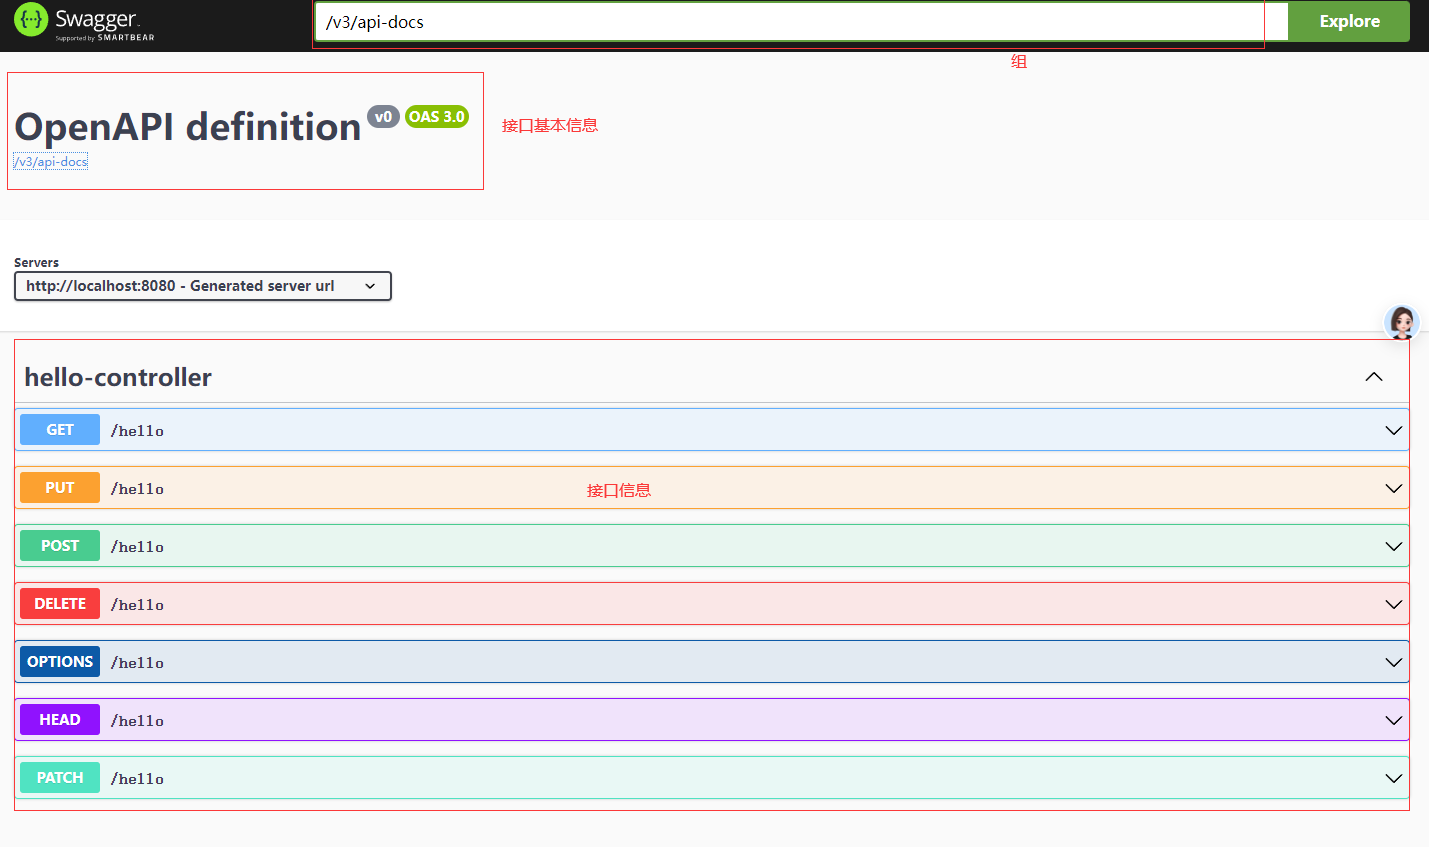 Swagger.
Supported by SMARTBEAR
/v3/api-docs
Explore
组
OpenAPI definition v0 OAS 3.0
接口基本信息
/v3/api-docs
Servers
http://localhost:8080 - Generated server url
hello-controller
GET /hello
PUT /hello
接口信息
POST /hello
DELETE /hello
OPTIONS /hello
HEAD /hello
PATCH /hello